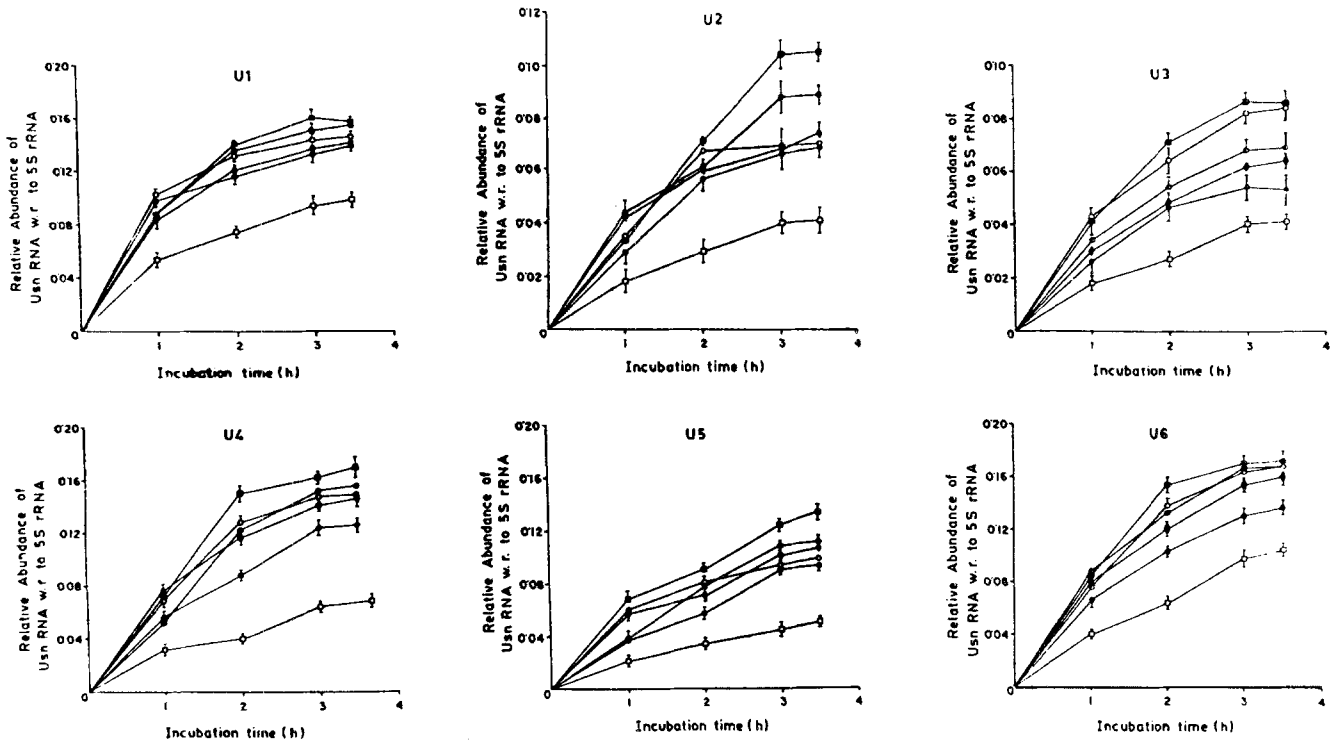 U1
0·20
0·16
0·12
0·08
0·04
0
1 2 3 4
Relative Abundance of
Usn RNA w.r. to 5S rRNA
Incubation time (h)
U2
0·12
0·10
0·08
0·06
0·04
0·02
0
1 2 3 4
Relative Abundance of
Usn RNA w.r. to 5S rRNA
Incubation time (h)
U3
0·10
0·08
0·06
0·04
0·02
0
1 2 3 4
Relative Abundance of
Usn RNA w.r. to 5S rRNA
Incubation time (h)
U4
0·20
0·16
0·12
0·08
0·04
0
1 2 3 4
Relative Abundance of
Usn RNA w.r. to 5S rRNA
Incubation time (h)
U5
0·20
0·16
0·12
0·08
0·04
0
1 2 3 4
Relative Abundance of
Usn RNA w.r. to 5S rRNA
Incubation time (h)
U6
0·20
0·16
0·12
0·08
0·04
0
1 2 3 4
Relative Abundance of
Usn RNA w.r. to 5S rRNA
Incubation time (h)